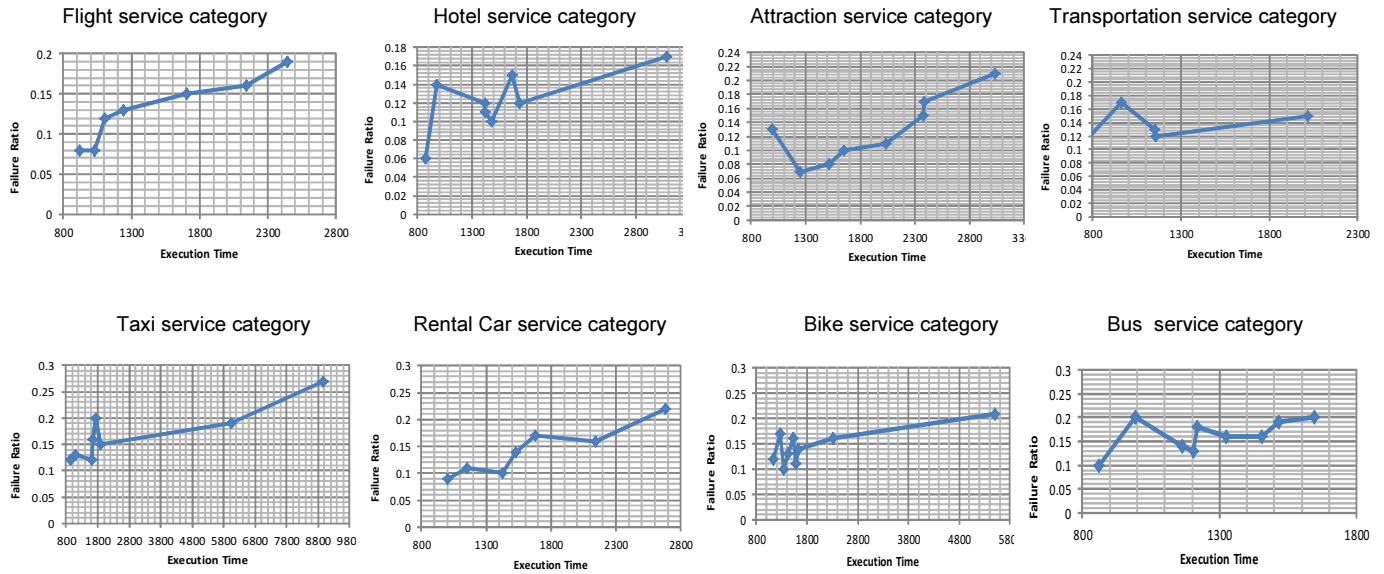 Flight service category
0.2
0.15
0.1
0.05
0
Failure Ratio
800 1300 1800 2300 2800
Execution Time
Hotel service category
0.18
0.16
0.14
0.12
0.1
0.08
0.06
0.04
0.02
0
Failure Ratio
800 1300 1800 2300 2800
Execution Time
Attraction service category
0.24
0.22
0.2
0.18
0.16
0.14
0.12
0.1
0.08
0.06
0.04
0.02
0
Failure Ratio
800 1300 1800 2300 2800
Execution Time
Transportation service category
0.24
0.22
0.2
0.18
0.16
0.14
0.12
0.1
0.08
0.06
0.04
0.02
0
Failure Ratio
800 1300 1800 2300
Execution Time
Taxi service category
0.3
0.25
0.2
0.15
0.1
0.05
0
Failure Ratio
800 1800 2800 3800 4800 5800 6800 7800 8800 980
Execution Time
Rental Car service category
0.3
0.25
0.2
0.15
0.1
0.05
0
Failure Ratio
800 1300 1800 2300 2800
Execution Time
Bike service category
0.3
0.25
0.2
0.15
0.1
0.05
0
Failure Ratio
800 1800 2800 3800 4800 580
Execution Time
Bus service category
0.3
0.25
0.2
0.15
0.1
0.05
0
Failure Ratio
800 1300 1800
Execution Time